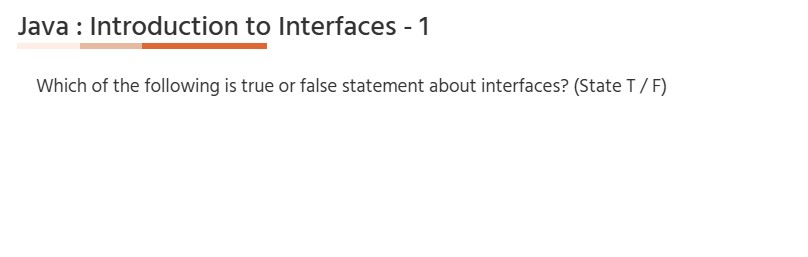 Java : Introduction to Interfaces - 1
Which of the following is true or false statement about interfaces? (State T / F)